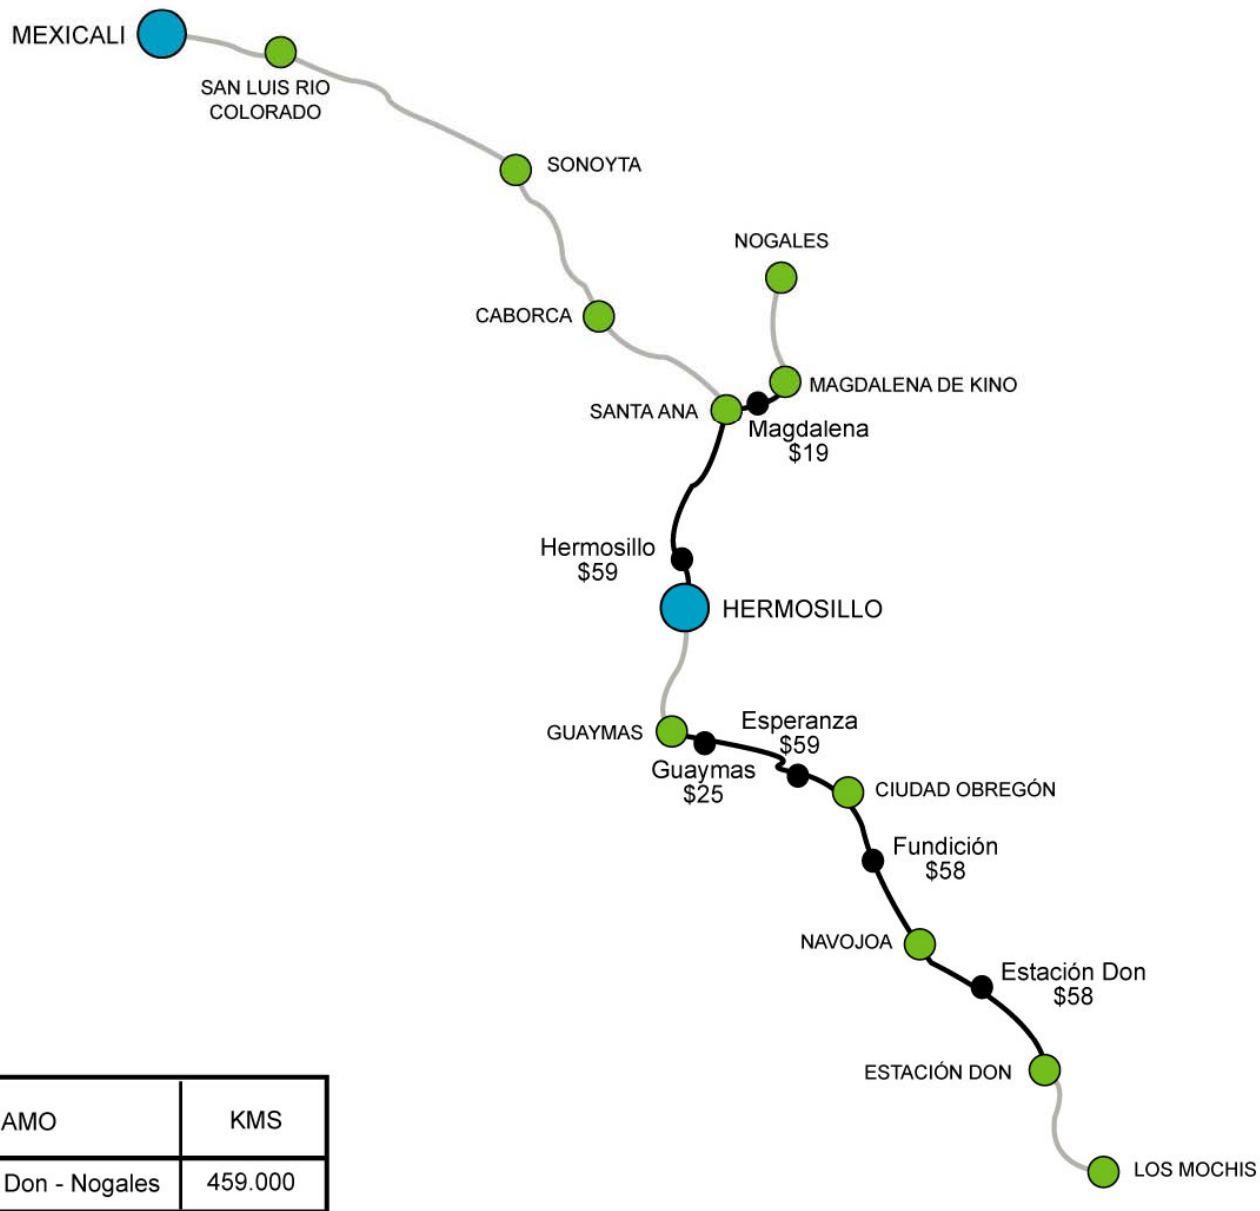 MEXICALI
SAN LUIS RIO
COLORADO
SONOYTA
NOGALES
CABORCA
MAGDALENA DE KINO
SANTA ANA
Magdalena
$19
Hermosillo
$59
HERMOSILLO
GUAYMAS
Esperanza
$59
Guaymas
$25
CIUDAD OBREGÓN
Fundición
$58
NAVOJOA
Estación Don
$58
ESTACIÓN DON
LOS MOCHIS
AMO
KMS
Don - Nogales
459.000